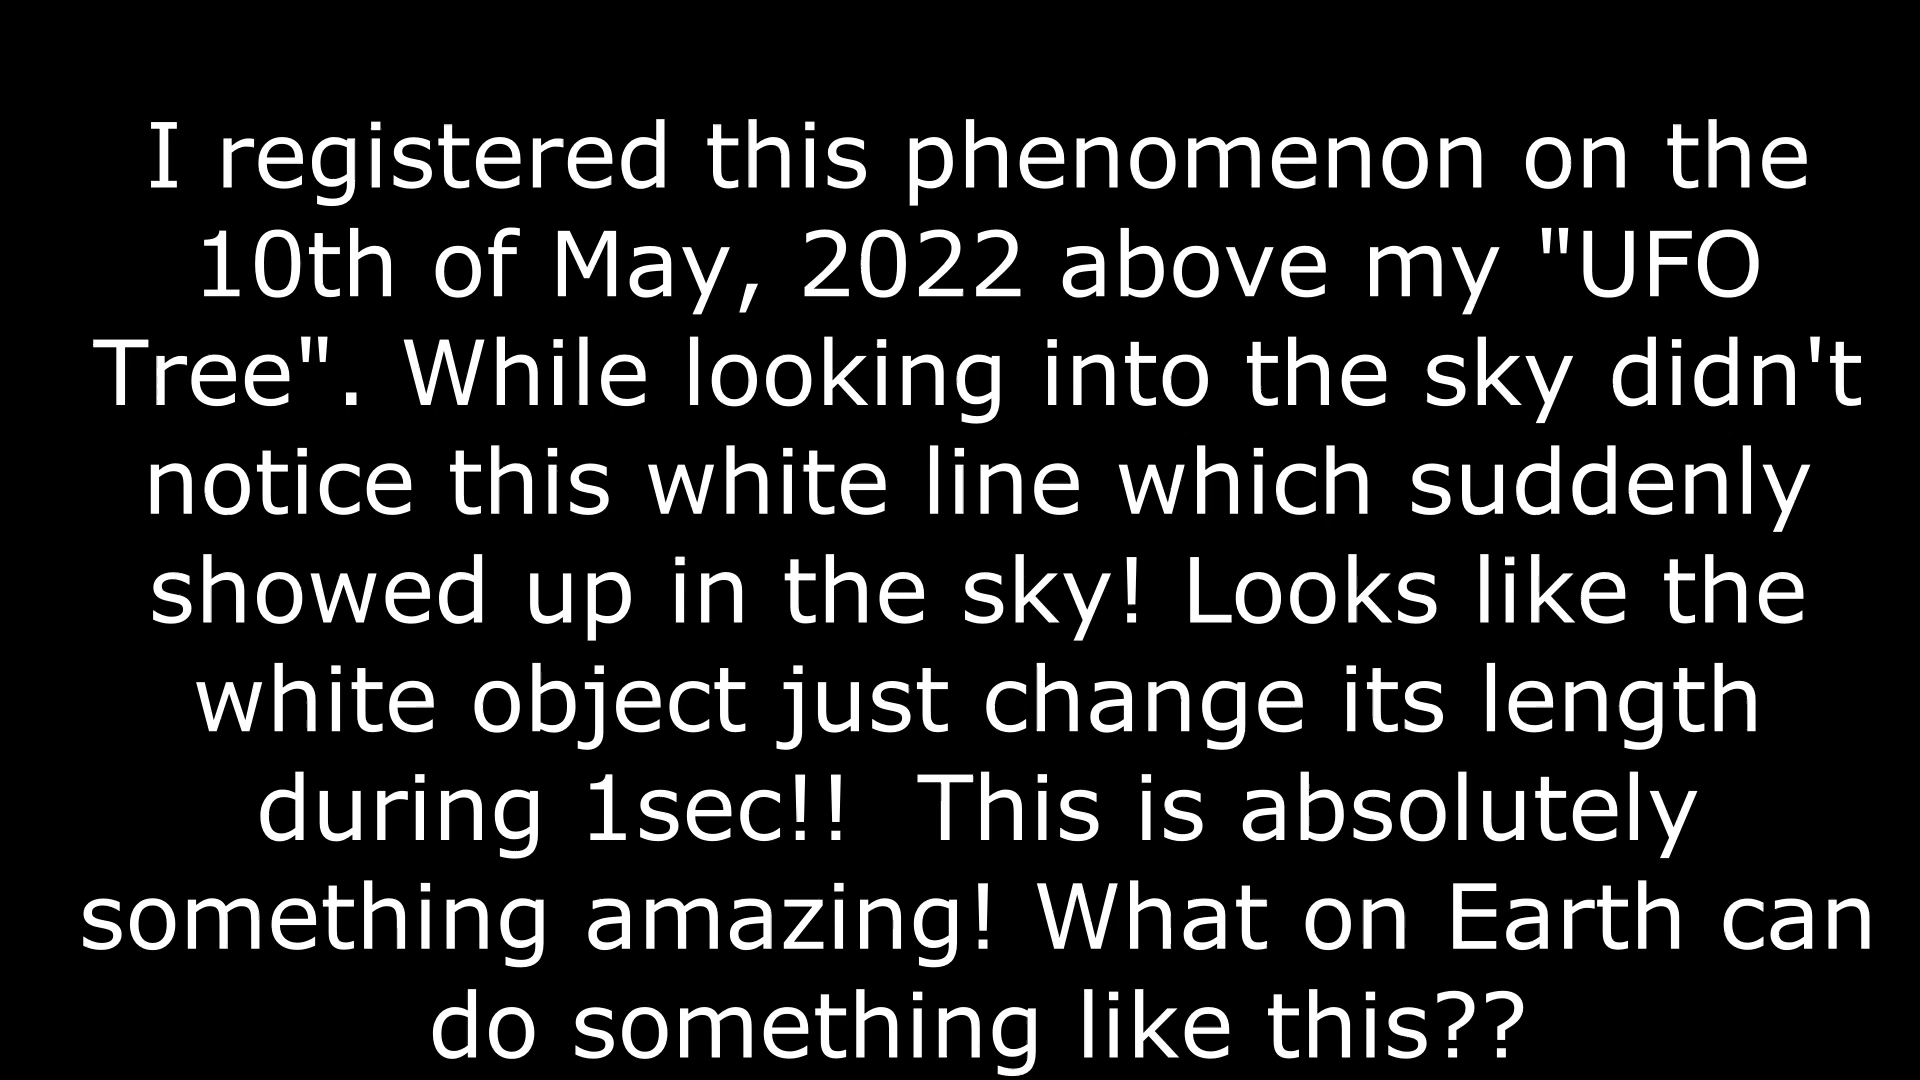 I registered this phenomenon on the
10th of May, 2022 above my "UFO
Tree". While looking into the sky didn't
notice this white line which suddenly
showed up in the sky! Looks like the
white object just change its length
during 1sec!!  This is absolutely
something amazing! What on Earth can
do something like this??